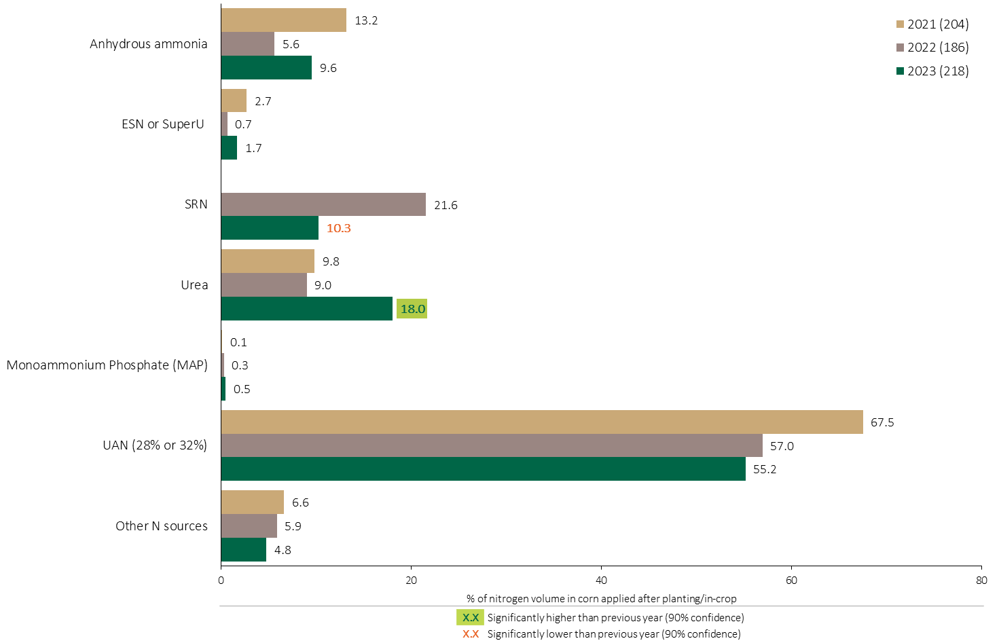 2021 (204)
2022 (186)
2023 (218)
Anhydrous ammonia
13.2
5.6
9.6
ESN or SuperU
2.7
0.7
1.7
SRN
21.6
10.3
Urea
9.8
9.0
18.0
Monoammonium Phosphate (MAP)
0.1
0.3
0.5
UAN (28% or 32%)
67.5
57.0
55.2
Other N sources
6.6
5.9
4.8
0 20 40 60 80
% of nitrogen volume in corn applied after planting/in-crop
X.X Significantly higher than previous year (90% confidence)
X.X Significantly lower than previous year (90% confidence)